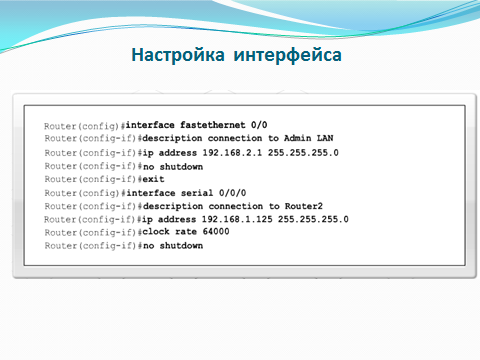 Настройка интерфейса
Router(config)#interface fastethernet 0/0
Router(config-if)#description connection to Admin LAN
Router(config-if)#ip address 192.168.2.1 255.255.255.0
Router(config-if)#no shutdown
Router(config-if)#exit
Router(config)#interface serial 0/0/0
Router(config-if)#description connection to Router2
Router(config-if)#ip address 192.168.1.125 255.255.255.0
Router(config-if)#clock rate 64000
Router(config-if)#no shutdown